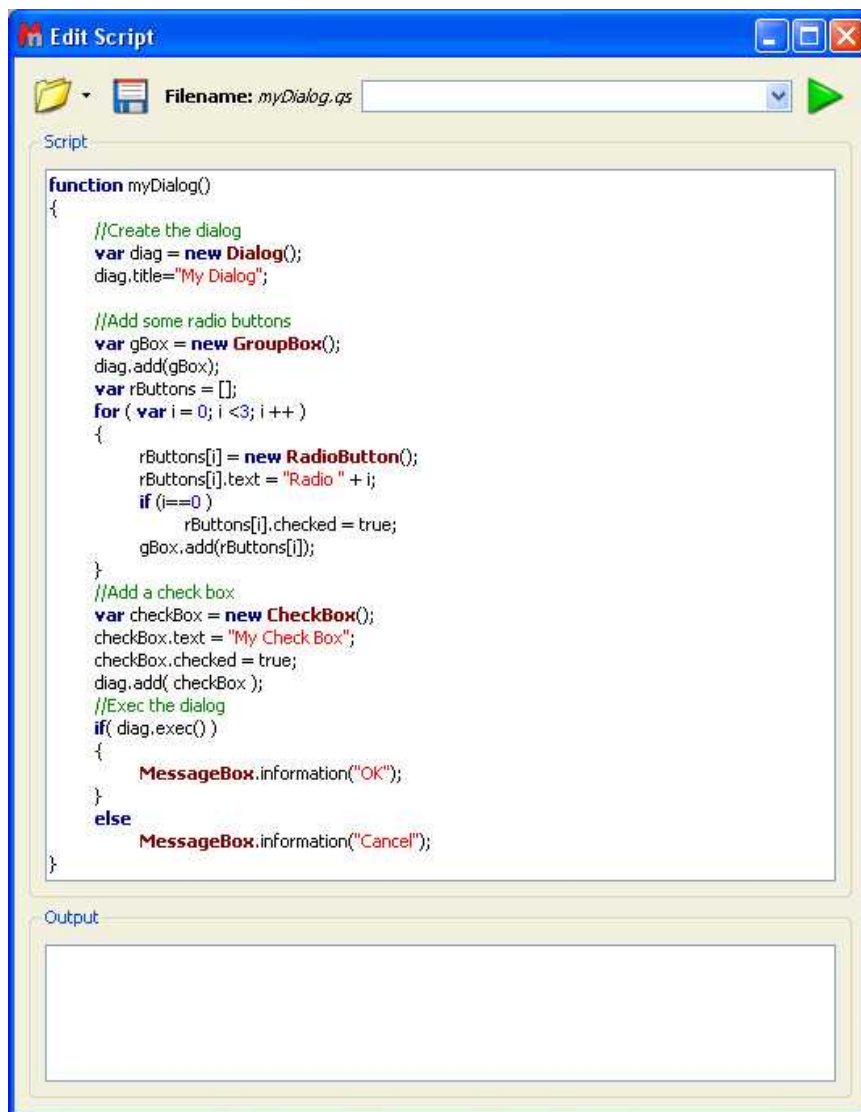 Edit Script
Filename: myDialog.qs
Script
function myDialog()
{
//Create the dialog
var diag = new Dialog();
diag.title="My Dialog";
//Add some radio buttons
var gBox = new GroupBox();
diag.add(gBox);
var rButtons = [];
for ( var i = 0; i <3; i ++ )
{
rButtons[i] = new RadioButton();
rButtons[i].text = "Radio " + i;
if (i==0 )
rButtons[i].checked = true;
gBox.add(rButtons[i]);
}
//Add a check box
var checkBox = new CheckBox();
checkBox.text = "My Check Box";
checkBox.checked = true;
diag.add( checkBox );
//Exec the dialog
if( diag.exec() )
{
MessageBox.information("OK");
}
else
MessageBox.information("Cancel");
}
Output